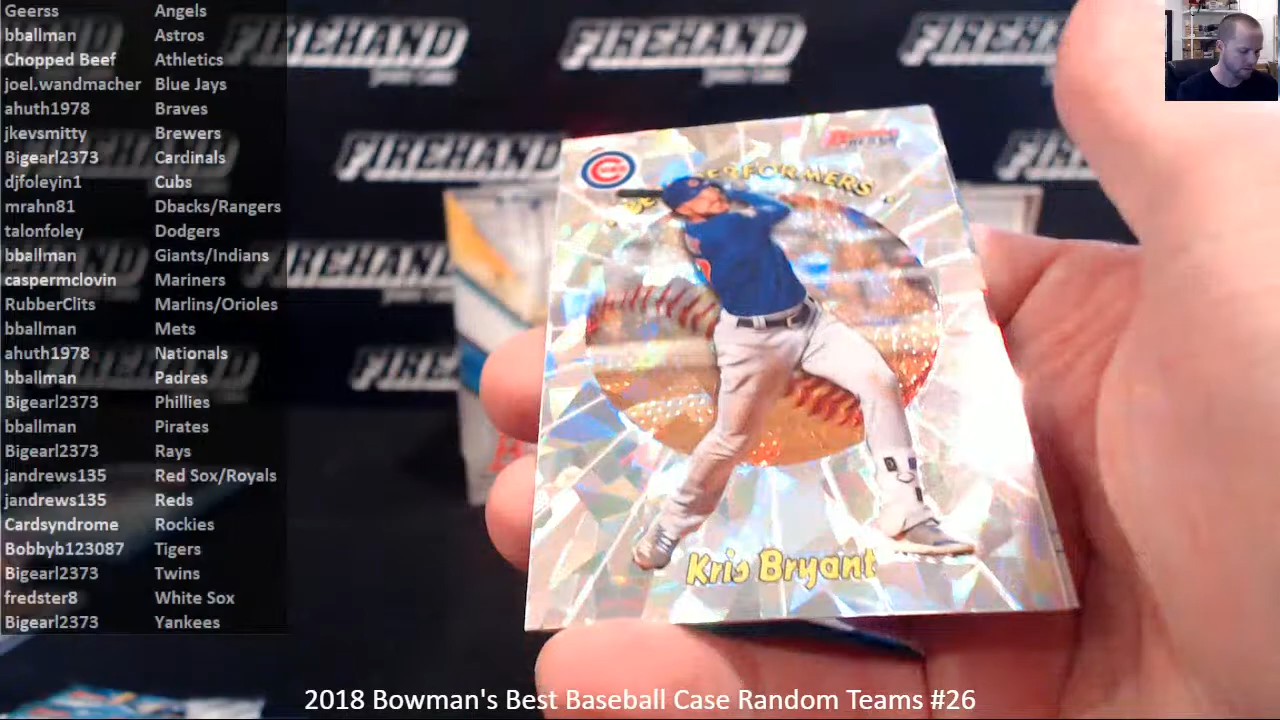 Geerss Angels
bballman Astros
Chopped Beef Athletics
joel.wandmacher Blue Jays
ahuth1978 Braves
jkevsmitty Brewers
Bigearl2373 Cardinals
djfoleyin1 Cubs
mrahn81 Dbacks/Rangers
talonfoley Dodgers
bballman Giants/Indians
caspermclovin Mariners
RubberClits Marlins/Orioles
bballman Mets
ahuth1978 Nationals
bballman Padres
Bigearl2373 Phillies
bballman Pirates
Bigearl2373 Rays
jandrews135 Red Sox/Royals
jandrews135 Reds
Cardsyndrome Rockies
Bobbyb123087 Tigers
Bigearl2373 Twins
fredster8 White Sox
Bigearl2373 Yankees
FIREHAND FIREHAND FIREHAND
FIREHAND
FIREHAND
FIREHAND
PERFORMERS
Kris Bryant
2018 Bowman's Best Baseball Case Random Teams #26